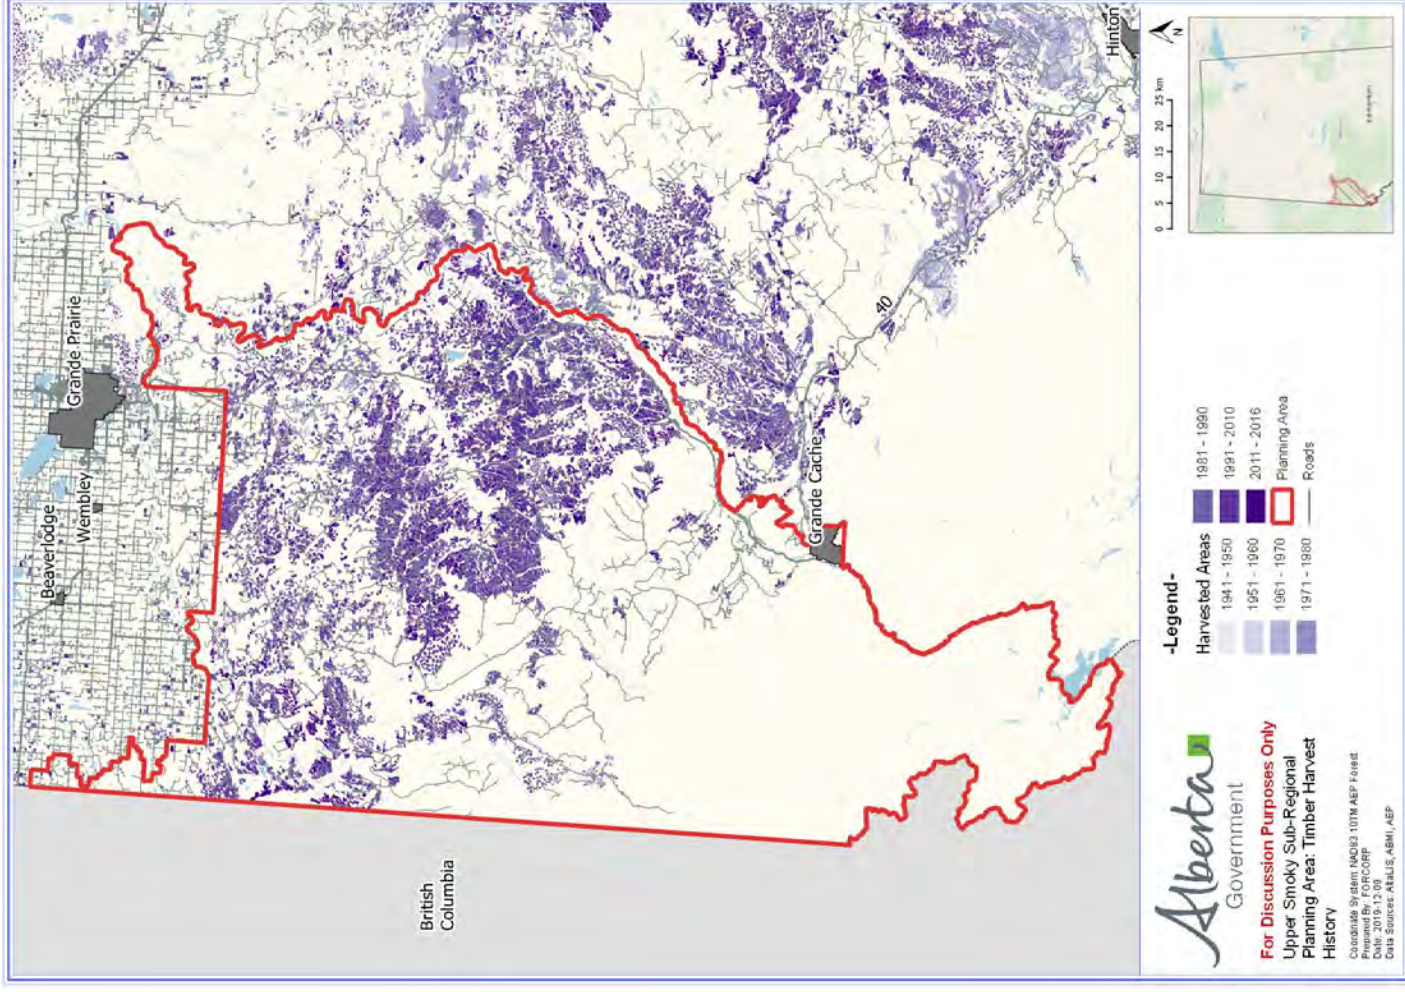 Hinton
Grande Prairie
Beaverlodge
Wembley
40
Grande Cache
British
Columbia
N
0 5 10 15 20 25 km
-Legend-
Harvested Areas
1941 - 1950
1951 - 1960
1961 - 1970
1971 - 1980
1981 - 1990
1991 - 2010
2011 - 2016
Planning Area
Roads
Alberta
Government
For Discussion Purposes Only
Upper Smoky Sub-Regional
Planning Area: Timber Harvest
History
Coordinate System: NAD83 10TM AEP Forest
Prepared By: FORCORP
Date: 2019-12-09
Data Sources: AltaLIS, ABMI, AEP